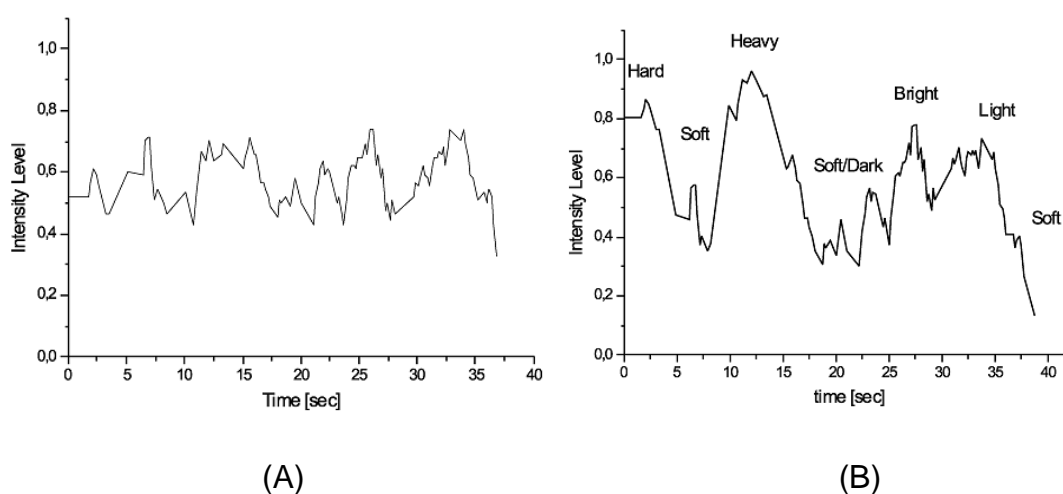 1,0
0,8
0,6
0,4
0,2
0,0
Intensity Level
0 5 10 15 20 25 30 35 40
Time [sec]
(A)
1,0
0,8
0,6
0,4
0,2
0,0
Intensity Level
Hard
Soft
Heavy
Soft/Dark
Bright
Light
Soft
0 5 10 15 20 25 30 35 40
time [sec]
(B)